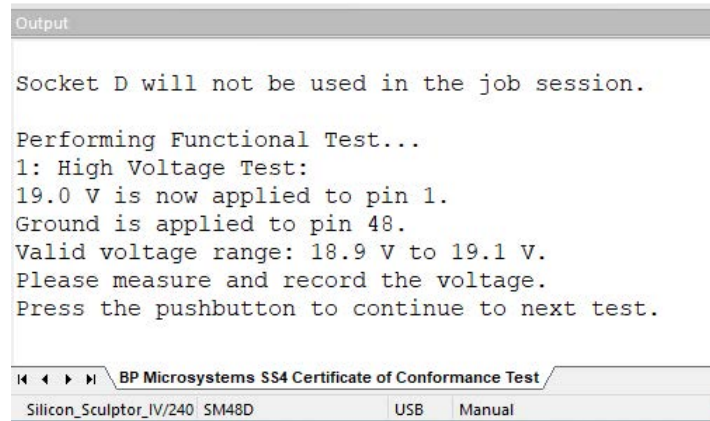 Output
Socket D will not be used in the job session.
Performing Functional Test...
1: High Voltage Test:
19.0 V is now applied to pin 1.
Ground is applied to pin 48.
Valid voltage range: 18.9 V to 19.1 V.
Please measure and record the voltage.
Press the pushbutton to continue to next test.
BP Microsystems SS4 Certificate of Conformance Test
Silicon_Sculptor_IV/240 SM48D USB Manual